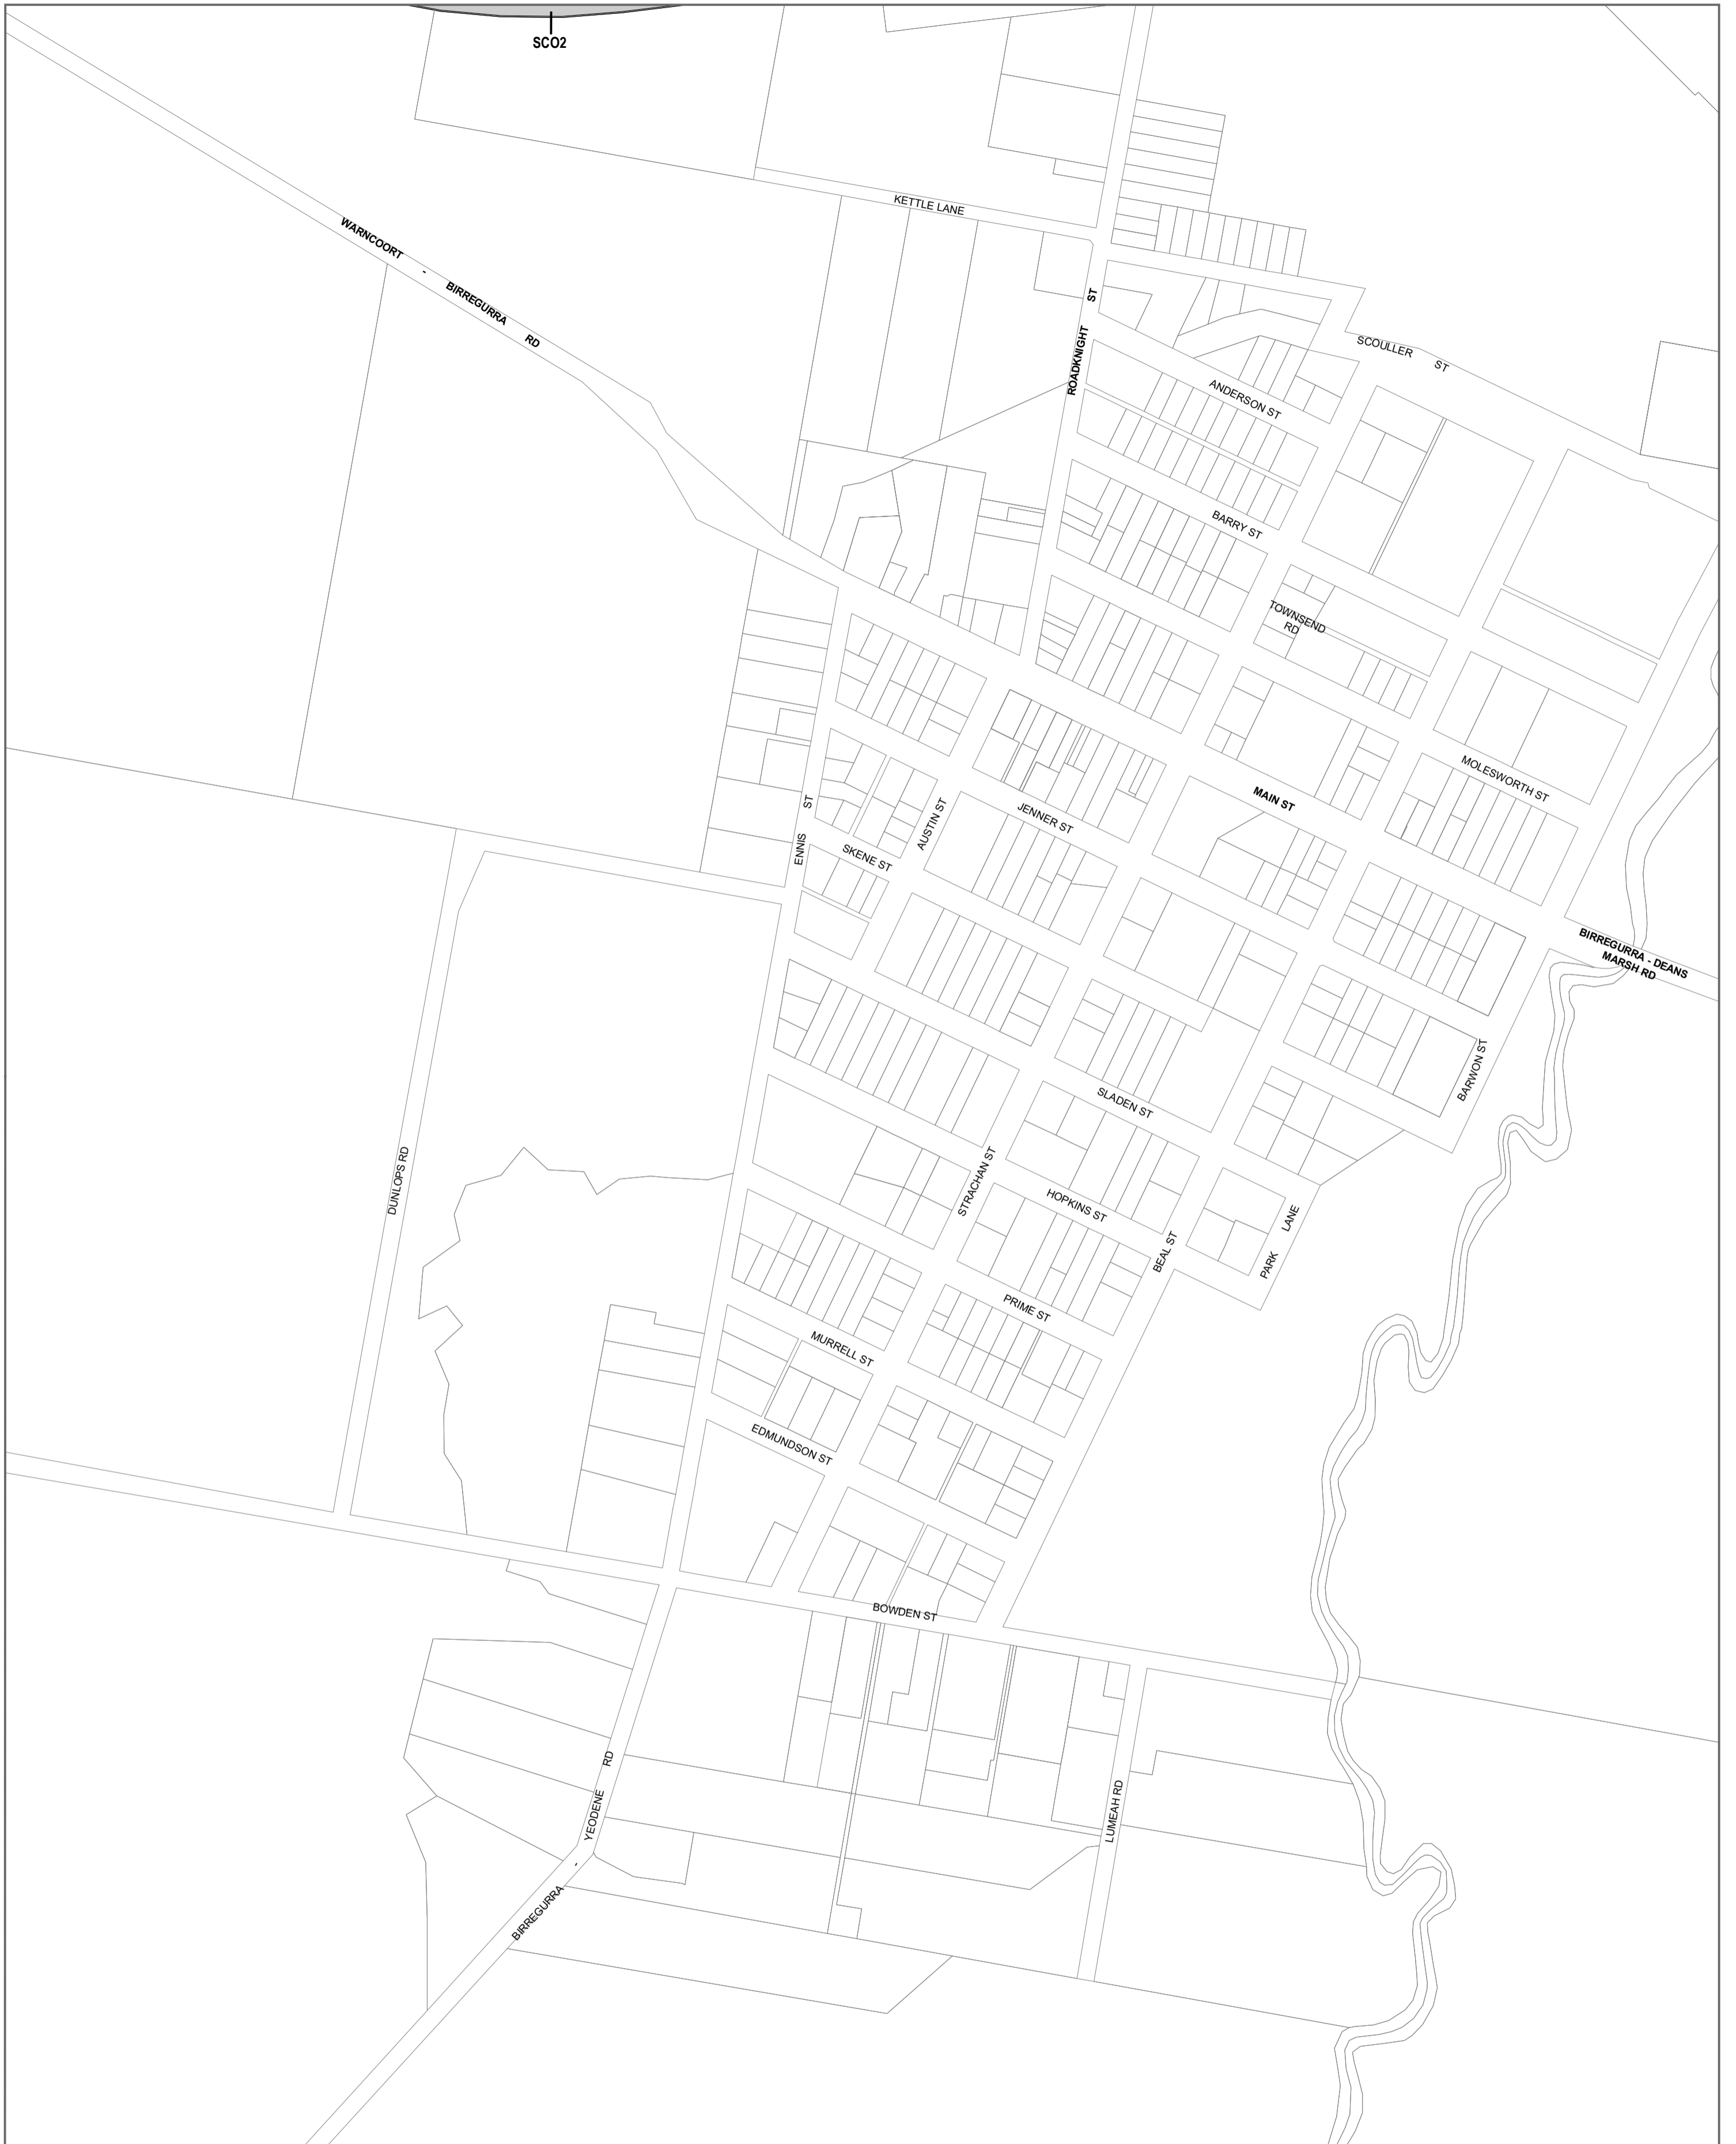 SCO2
KETTLE LANE
WARNCOORT - BIRREGURRA RD
ROADKNIGHT ST
SCOULLER ST
ANDERSON ST
BARRY ST
TOWNSEND
RD
MOLESWORTH ST
MAIN ST
ENNIS ST
AUSTIN ST
JENNER ST
SKENE ST
BIRREGURRA - DEANS
MARSH RD
BARWON ST
SLADEN ST
DUNLOPS RD
STRACHAN ST
HOPKINS ST
BEAL ST
PARK LANE
PRIME ST
MURRELL ST
EDMUNDSON ST
BOWDEN ST
LUMEAH RD
BIRREGURRA - YEODENE RD